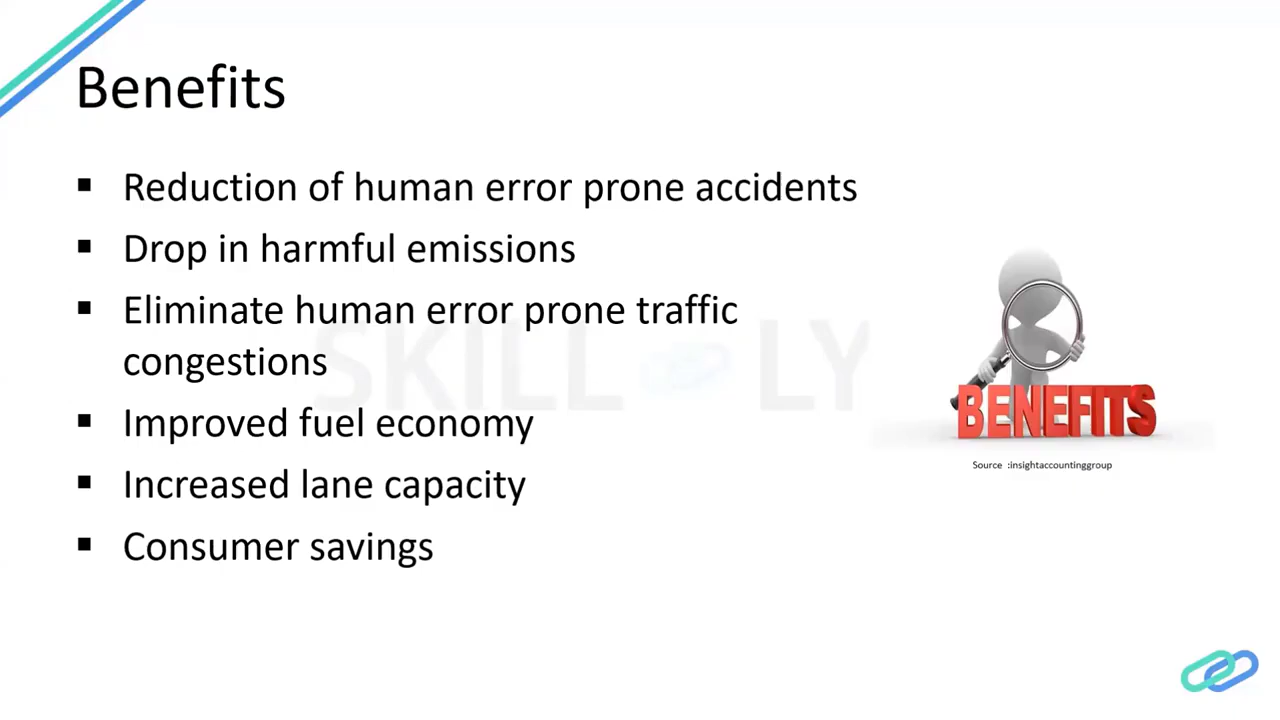 Benefits
▪ Reduction of human error prone accidents
▪ Drop in harmful emissions
▪ Eliminate human error prone traffic
congestions
▪ Improved fuel economy
▪ Increased lane capacity
▪ Consumer savings
SKILL LY
BENEFITS
Source :insightaccountinggroup